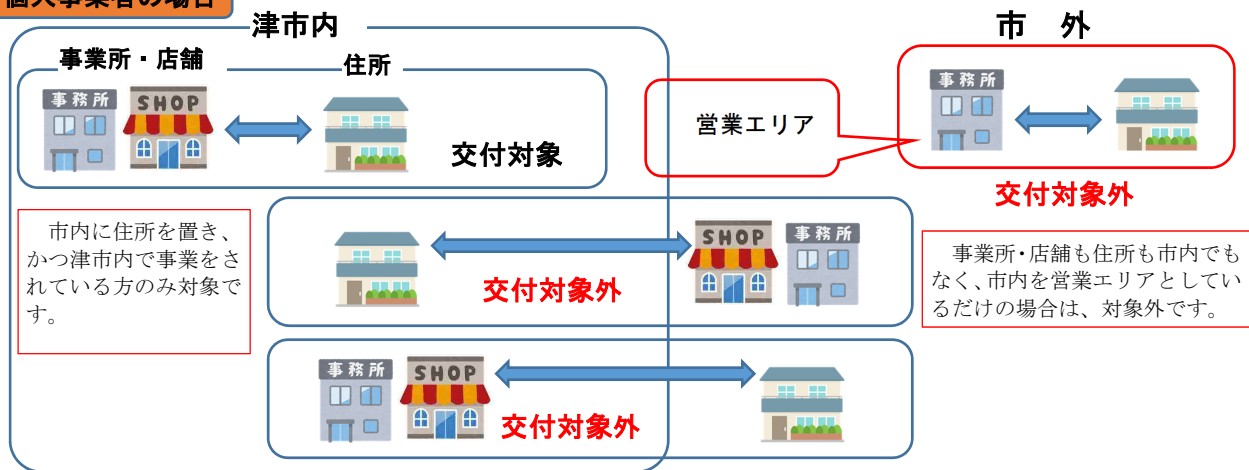 個人事業者の場合
津市内
市　外
事業所・店舗
住所
事務所
SHOP
交付対象
営業エリア
事務所
交付対象外
市内に住所を置き、
かつ津市内で事業をさ
れている方のみ対象で
す。
交付対象外
SHOP
事務所
事業所・店舗も住所も市内でも
なく、市内を営業エリアとしてい
るだけの場合は、対象外です。
事務所
SHOP
交付対象外